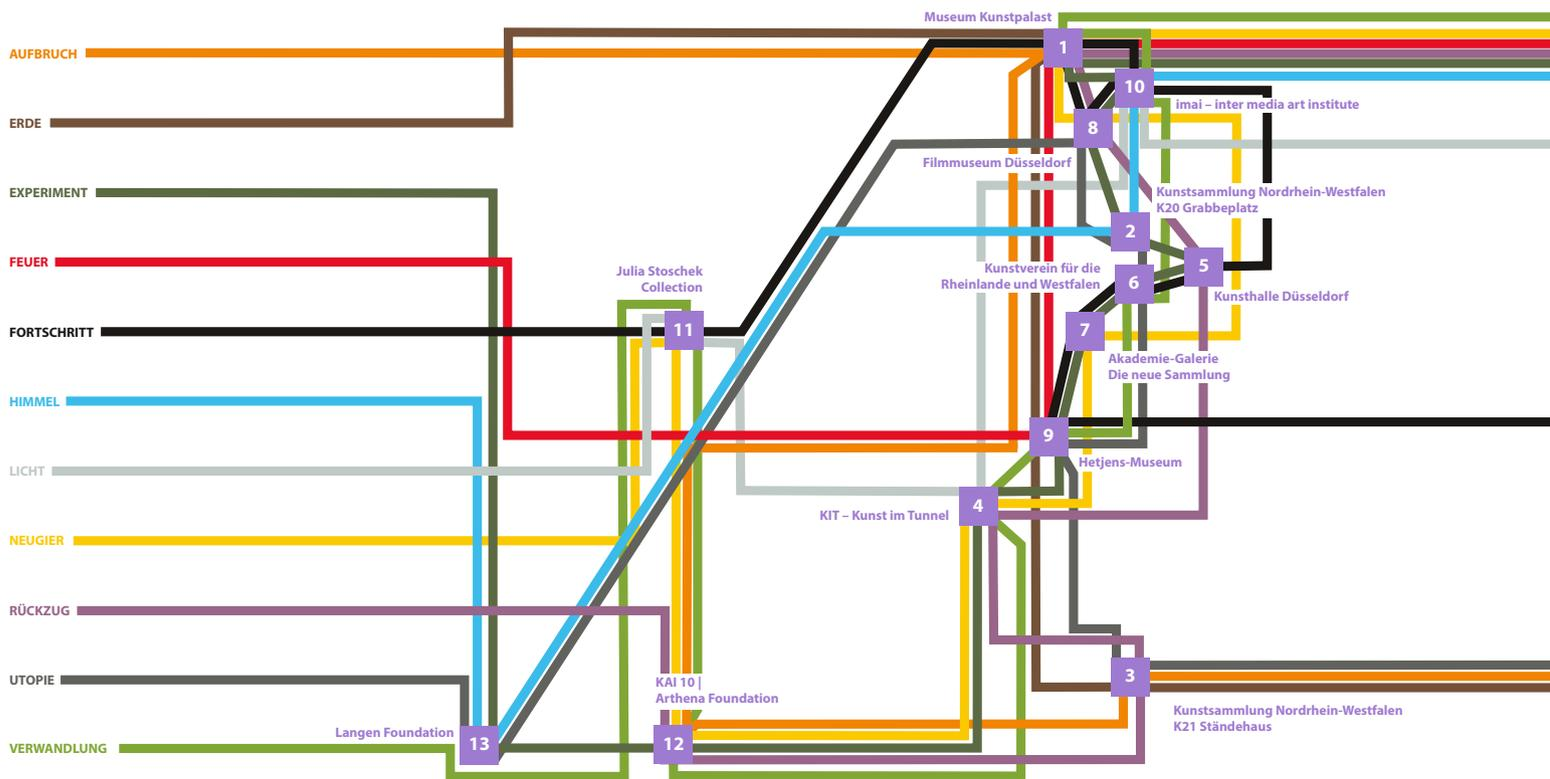 Museum Kunstpalast
AUFBRUCH
1
10
imai – inter media art institute
ERDE
8
Filmmuseum Düsseldorf
EXPERIMENT
Kunstsammlung Nordrhein-Westfalen
K20 Grabbeplatz
2
FEUER
Julia Stoschek
Collection
Kunstverein für die
Rheinlande und Westfalen
5
6
Kunsthalle Düsseldorf
FORTSCHRITT
11
7
Akademie-Galerie
Die neue Sammlung
HIMMEL
9
Hetjens-Museum
LICHT
4
KIT – Kunst im Tunnel
NEUGIER
RÜCKZUG
UTOPIE
3
KAI 10 |
Arthena Foundation
Kunstsammlung Nordrhein-Westfalen
K21 Ständehaus
Langen Foundation
VERWANDLUNG
13
12